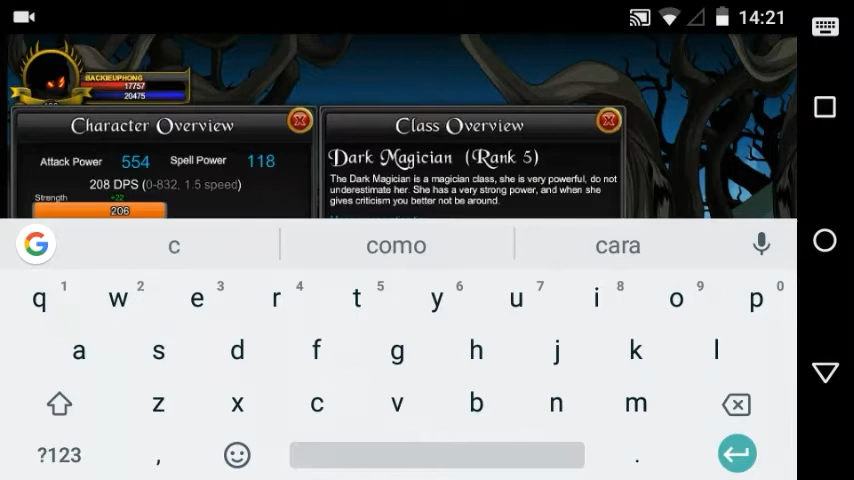 14:21
BACKIEUPHONG
17757
20475
Character Overview
Class Overview
Attack Power 554 Spell Power 118
208 DPS (0-832, 1.5 speed)
Strength +22
206
Dark Magician (Rank 5)
The Dark Magician is a magician class, she is very powerful, do not
underestimate her. She has a very strong power, and when she
gives criticism you better not be around.
G c como cara
q 1 w 2 e 3 r 4 t 5 y 6 u 7 i 8 o 9 p 0
a s d f g h j k l
z x c v b n m
?123 , .